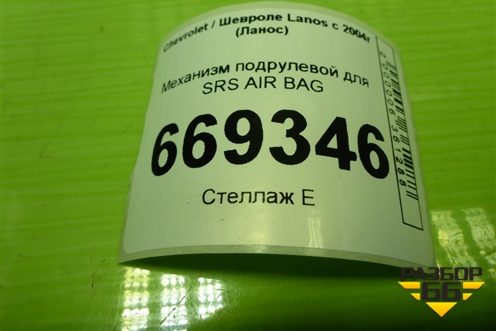 Chevrolet / Шевроле Lanos с 2004г
(Ланос)
Механизм подрулевой для
SRS AIR BAG
669346
Стеллаж Е
РАЗБОР
66